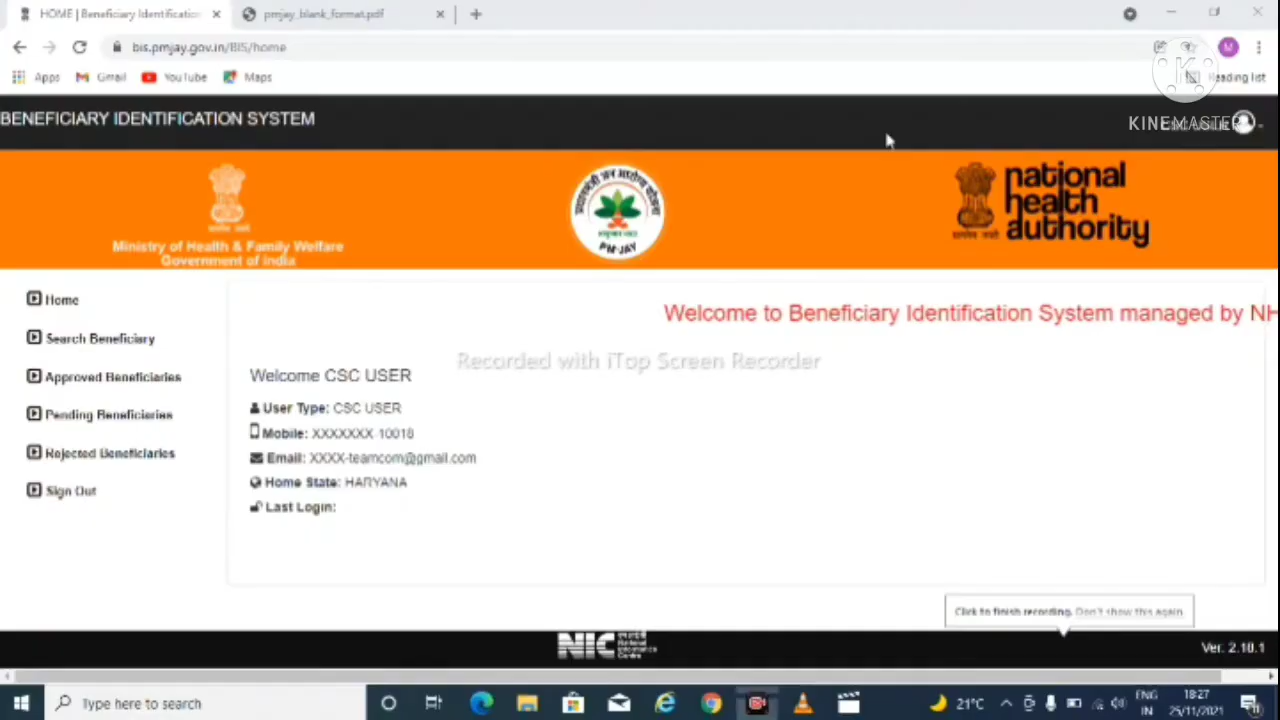 HOME | Beneficiary Identification
pmjay_blank_format.pdf
bis.pmjay.gov.in/BIS/home
M
Apps
Gmail
YouTube
Maps
Reading list
K
KINEMASTER
BENEFICIARY IDENTIFICATION SYSTEM
Ministry of Health & Family Welfare
Government of India
PM-JAY
national
health
authority
Home
Search Beneficiary
Approved Beneficiaries
Pending Beneficiaries
Rejected Beneficiaries
Sign Out
Welcome to Beneficiary Identification System managed by NH
Recorded with iTop Screen Recorder
Welcome CSC USER
User Type: CSC USER
Mobile: XXXXXXX-10018
Email: XXXX-teamcom@gmail.com
Home State: HARYANA
Last Login:
Click to finish recording. Don't show this again.
NIC
National
Informatics
Centre
Ver. 2.18.1
Type here to search
21°C
ENG
IN
18:27
25/11/2021